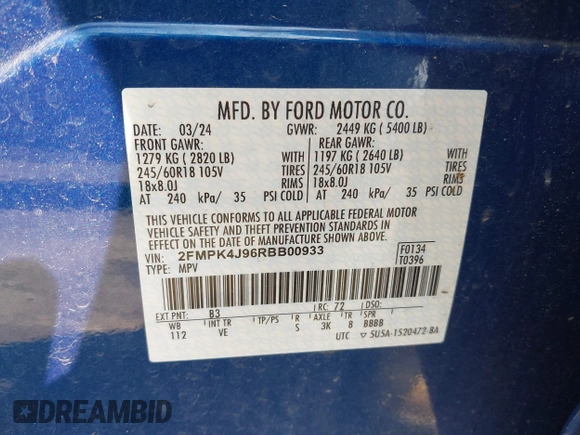 MFD. BY FORD MOTOR CO.
DATE: 03/24 GVWR: 2449 KG ( 5400 LB)
FRONT GAWR: REAR GAWR:
1279 KG ( 2820 LB) WITH 1197 KG ( 2640 LB) WITH
245/60R18 105V TIRES 245/60R18 105V TIRES
18x8.0J RIMS 18x8.0J RIMS
AT 240 kPa/ 35 PSI COLD AT 240 kPa/ 35 PSI COLD
THIS VEHICLE CONFORMS TO ALL APPLICABLE FEDERAL MOTOR
VEHICLE SAFETY AND THEFT PREVENTION STANDARDS IN
EFFECT ON THE DATE OF MANUFACTURE SHOWN ABOVE.
VIN: 2FMPK4J96RBB00933 F0134
TYPE: MPV T0396
EXT PNT: B3 RC: 72 DSO:
WB INT TR TP/PS R AXLE TR SPR
112 VE S 3K 8 BBBB
UTC 5U5A-1520472-BA
DREAMBID